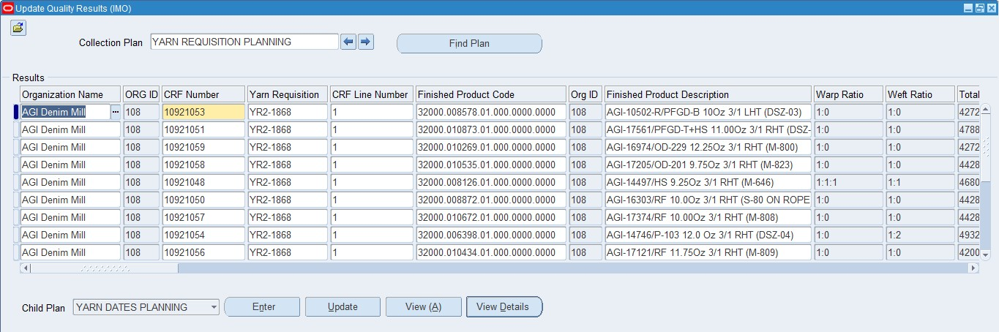 Update Quality Results (IMO)
Collection Plan YARN REQUISITION PLANNING Find Plan
Results
Organization Name ORG ID CRF Number Yarn Requisition CRF Line Number Finished Product Code Org ID Finished Product Description Warp Ratio Weft Ratio Total
AGI Denim Mill ... 108 10921053 YR2-1868 1 32000.008578.01.000.0000.0000 108 AGI-10502-R/PFGD-B 10Oz 3/1 LHT (DSZ-03) 1:0 1:0 4272
AGI Denim Mill 108 10921051 YR2-1868 1 32000.010873.01.000.0000.0000 108 AGI-17561/PFGD-T+HS 11.00Oz 3/1 RHT (DSZ- 1:0 1:0 4788
AGI Denim Mill 108 10921059 YR2-1868 1 32000.010269.01.000.0000.0000 108 AGI-16974/OD-229 12.25Oz 3/1 RHT (M-800) 1:0 1:0 4272
AGI Denim Mill 108 10921058 YR2-1868 1 32000.010535.01.000.0000.0000 108 AGI-17205/OD-201 9.75Oz 3/1 RHT (M-823) 1:0 1:0 4428
AGI Denim Mill 108 10921048 YR2-1868 1 32000.008126.01.000.0000.0000 108 AGI-14497/HS 9.25Oz 3/1 RHT (M-646) 1:1:1 1:1 4680
AGI Denim Mill 108 10921050 YR2-1868 1 32000.008872.01.000.0000.0000 108 AGI-16303/RF 10.0Oz 3/1 RHT (S-80 ON ROPE 1:0 1:0 4428
AGI Denim Mill 108 10921057 YR2-1868 1 32000.010672.01.000.0000.0000 108 AGI-17374/RF 10.00Oz 3/1 RHT (M-808) 1:0 1:0 4428
AGI Denim Mill 108 10921054 YR2-1868 1 32000.006398.01.000.0000.0000 108 AGI-14746/P-103 12.0 Oz 3/1 RHT (DSZ-04) 1:0 1:2 4932
AGI Denim Mill 108 10921056 YR2-1868 1 32000.010434.01.000.0000.0000 108 AGI-17121/RF 11.75Oz 3/1 RHT (M-809) 1:0 1:0 4200
Child Plan YARN DATES PLANNING Enter Update View (A) View Details